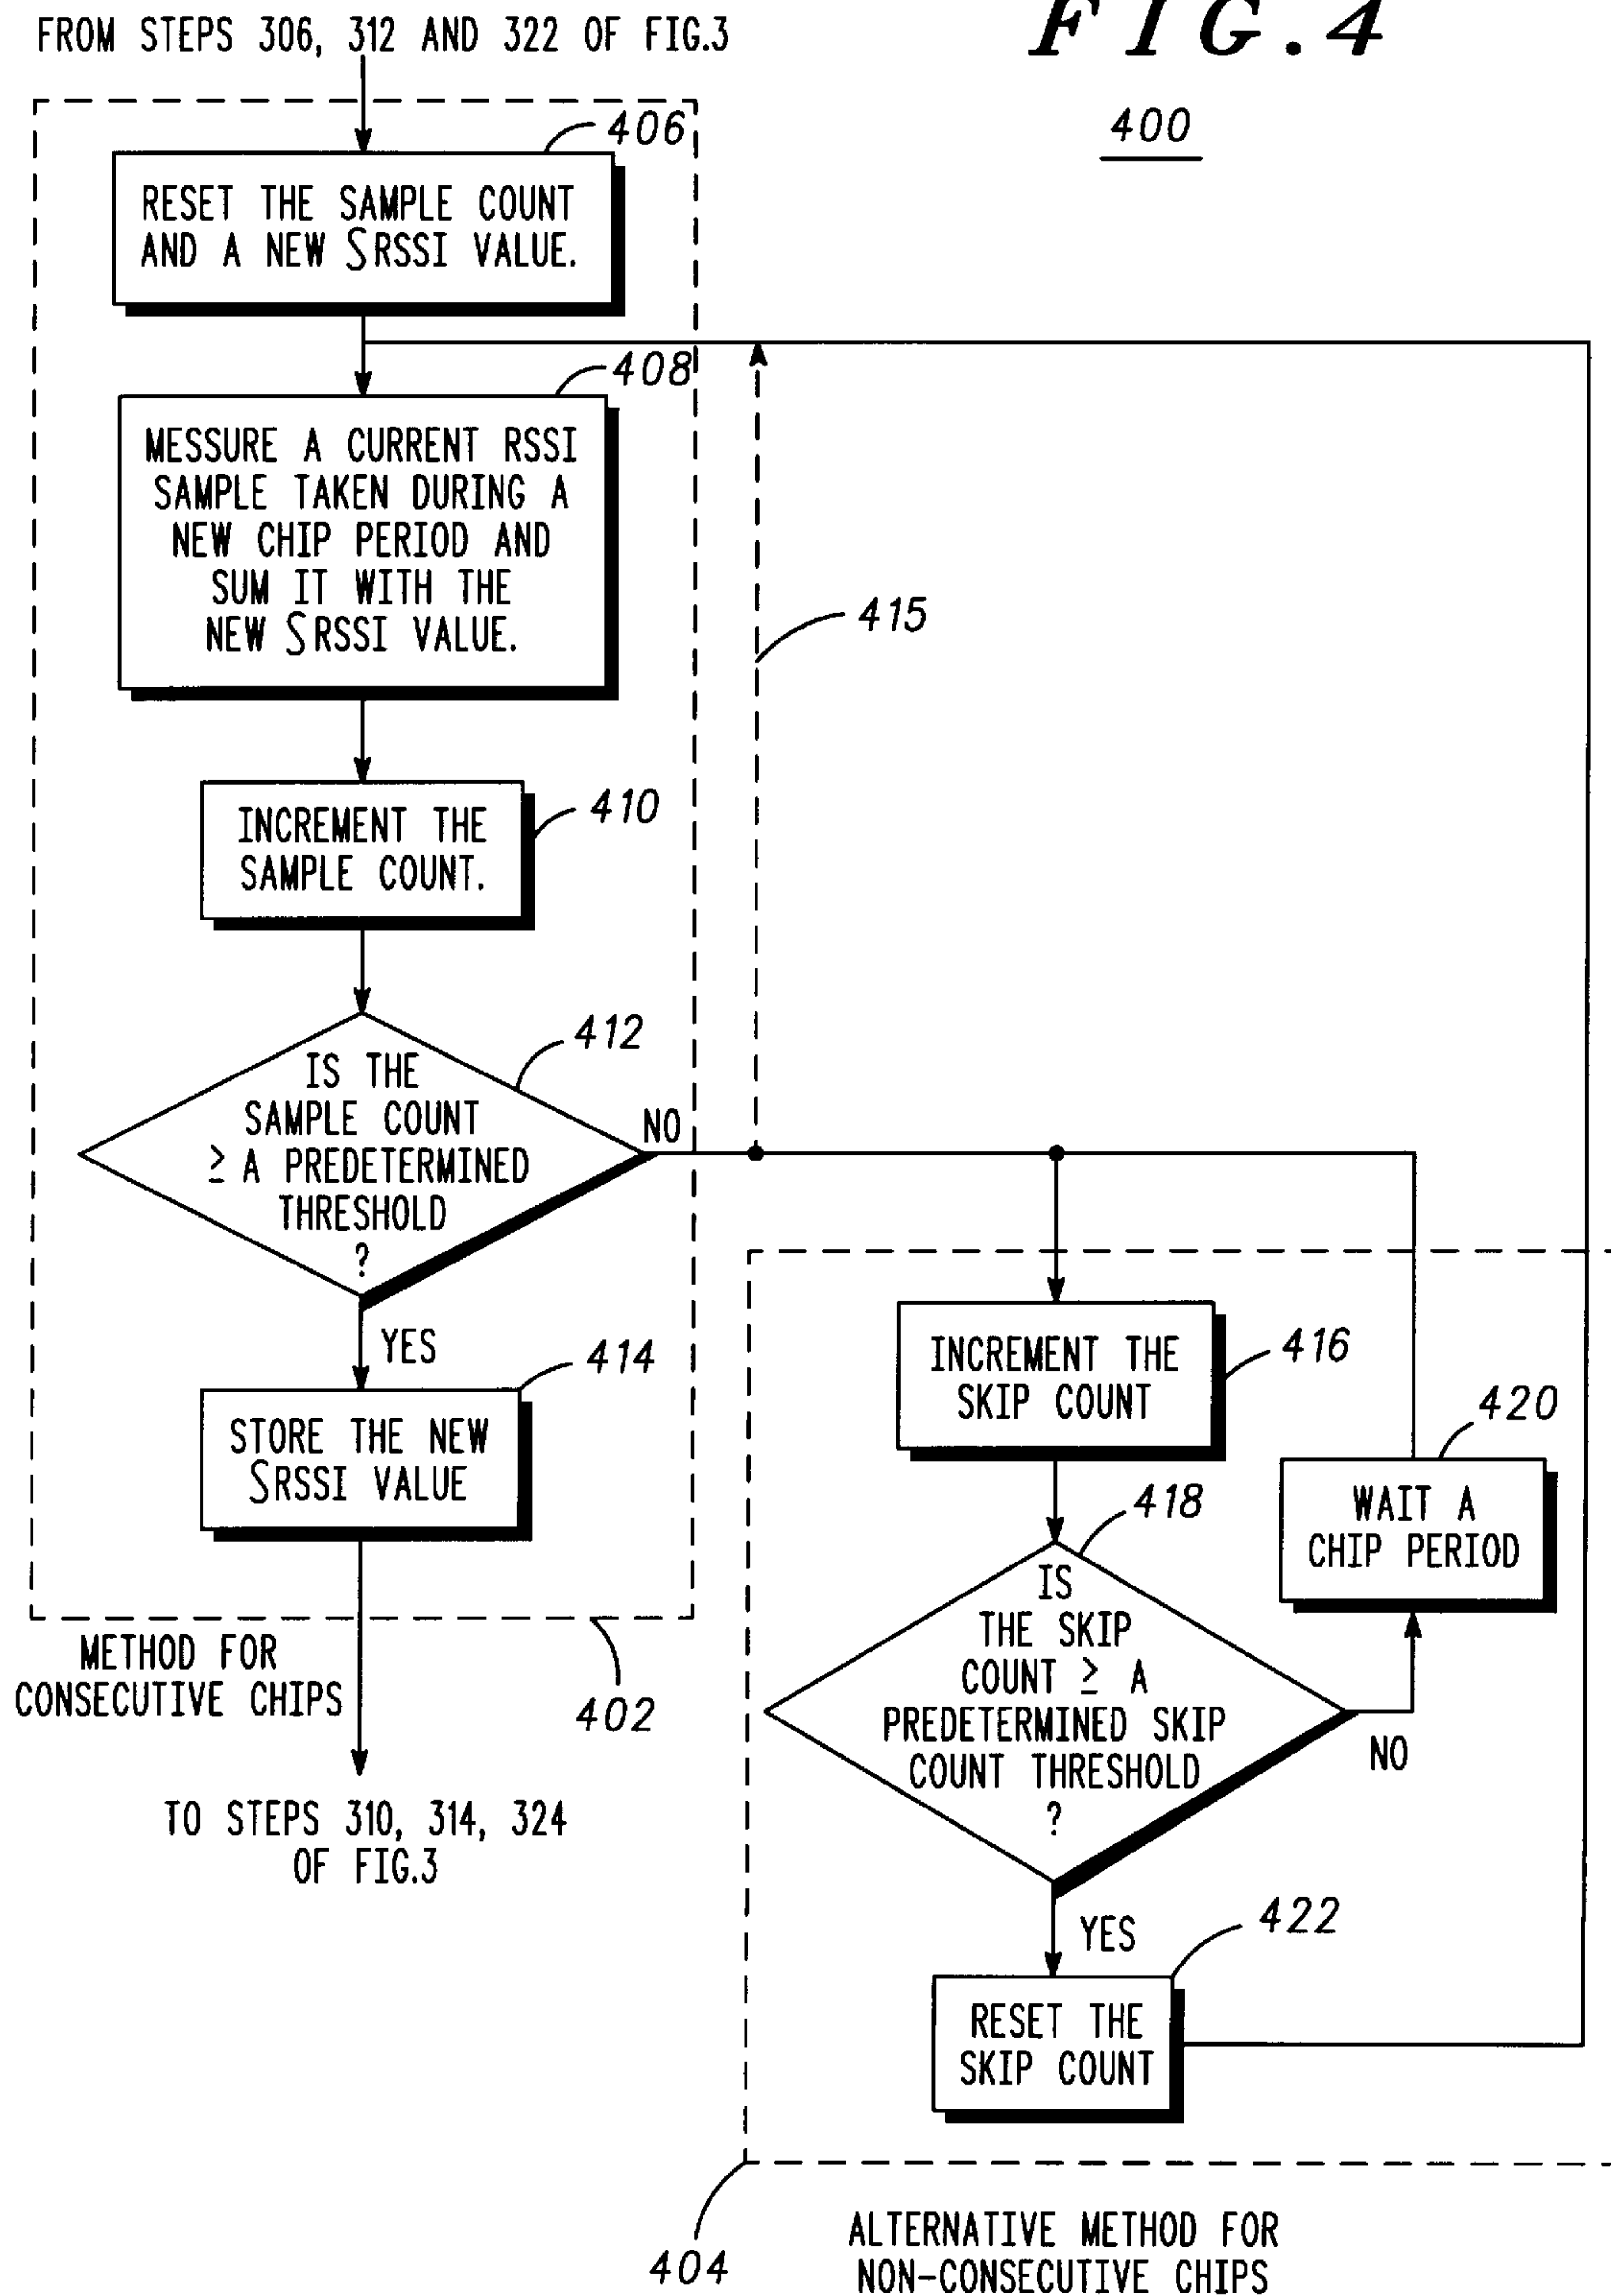 FROM STEPS 306, 312 AND 322 OF FIG.3
FIG.4
400
406
RESET THE SAMPLE COUNT
AND A NEW SRSSI VALUE.
408
MESSURE A CURRENT RSSI
SAMPLE TAKEN DURING A
NEW CHIP PERIOD AND
SUM IT WITH THE
NEW SRSSI VALUE.
415
410
INCREMENT THE
SAMPLE COUNT.
412
IS THE
SAMPLE COUNT
≥ A PREDETERMINED
THRESHOLD
?
NO
YES
414
STORE THE NEW
SRSSI VALUE
METHOD FOR
CONSECUTIVE CHIPS
402
TO STEPS 310, 314, 324
OF FIG.3
416
INCREMENT THE
SKIP COUNT
420
WAIT A
CHIP PERIOD
418
IS
THE SKIP
COUNT ≥ A
PREDETERMINED SKIP
COUNT THRESHOLD
?
NO
YES
422
RESET THE
SKIP COUNT
404
ALTERNATIVE METHOD FOR
NON-CONSECUTIVE CHIPS